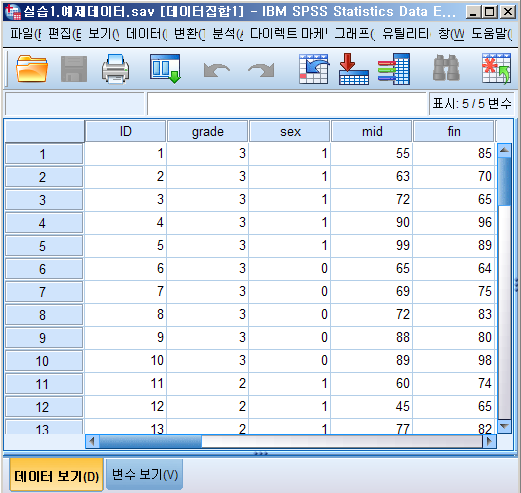 실습1.예제데이터.sav [데이터집합1] - IBM SPSS Statistics Data E...
파일(F 편집(E 보기(V 데이터( 변환(T 분석(A 다이렉트 마케' 그래프( 유틸리티( 창(W 도움말(
표시: 5 / 5 변수
ID grade sex mid fin
1 1 3 1 55 85
2 2 3 1 63 70
3 3 3 1 72 65
4 4 3 1 90 96
5 5 3 1 99 89
6 6 3 0 65 64
7 7 3 0 69 75
8 8 3 0 72 83
9 9 3 0 88 80
10 10 3 0 89 98
11 11 2 1 60 74
12 12 2 1 45 65
13 13 2 1 77 82
데이터 보기(D) 변수 보기(V)